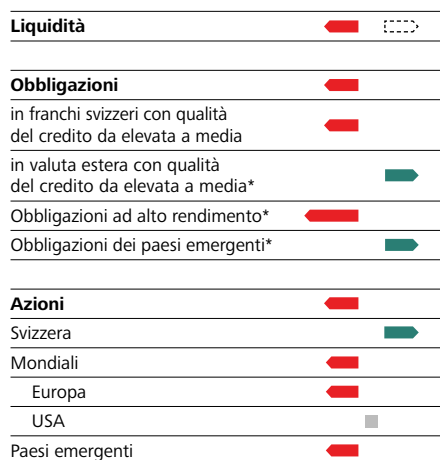 Liquidità
Obbligazioni
in franchi svizzeri con qualità
del credito da elevata a media
in valuta estera con qualità
del credito da elevata a media*
Obbligazioni ad alto rendimento*
Obbligazioni dei paesi emergenti*
Azioni
Svizzera
Mondiali
Europa
USA
Paesi emergenti